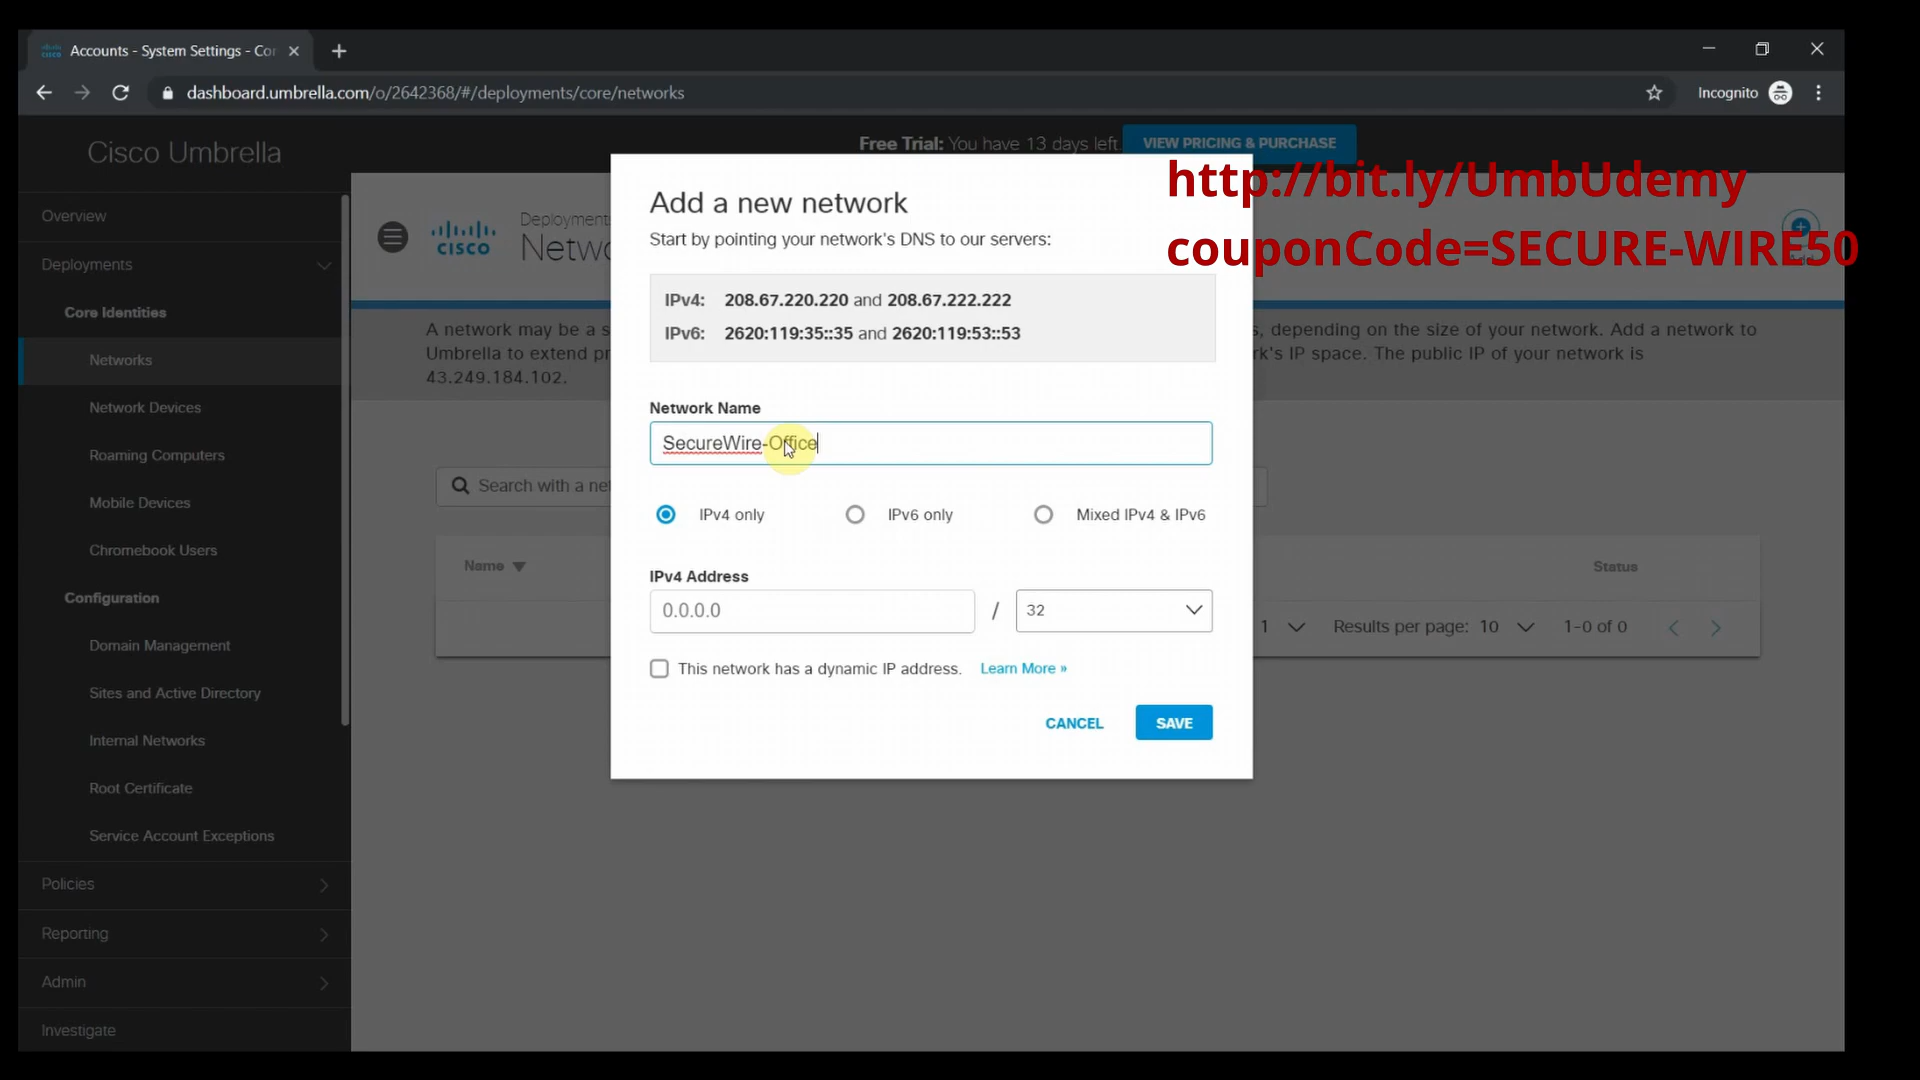 Accounts - System Settings - Co
dashboard.umbrella.com/o/2642368/#/deployments/core/networks
Incognito
Cisco Umbrella
Free Trial: You have 13 days left.
VIEW PRICING & PURCHASE
http://bit.ly/UmbUdemy
couponCode=SECURE-WIRE50
Overview
Deployments
Core Identities
Networks
Network Devices
Roaming Computers
Mobile Devices
Chromebook Users
Configuration
Domain Management
Sites and Active Directory
Internal Networks
Root Certificate
Service Account Exceptions
Policies
Reporting
Admin
Investigate
cisco
Deployments
Netwo
A network may be a s
s, depending on the size of your network. Add a network to
Umbrella to extend pr
rk's IP space. The public IP of your network is
43.249.184.102.
Search with a net
Name
Status
1 Results per page: 10 1-0 of 0
Add a new network
Start by pointing your network's DNS to our servers:
IPv4: 208.67.220.220 and 208.67.222.222
IPv6: 2620:119:35::35 and 2620:119:53::53
Network Name
SecureWire-Office
IPv4 only IPv6 only Mixed IPv4 & IPv6
IPv4 Address
0.0.0.0 / 32
This network has a dynamic IP address. Learn More »
CANCEL SAVE